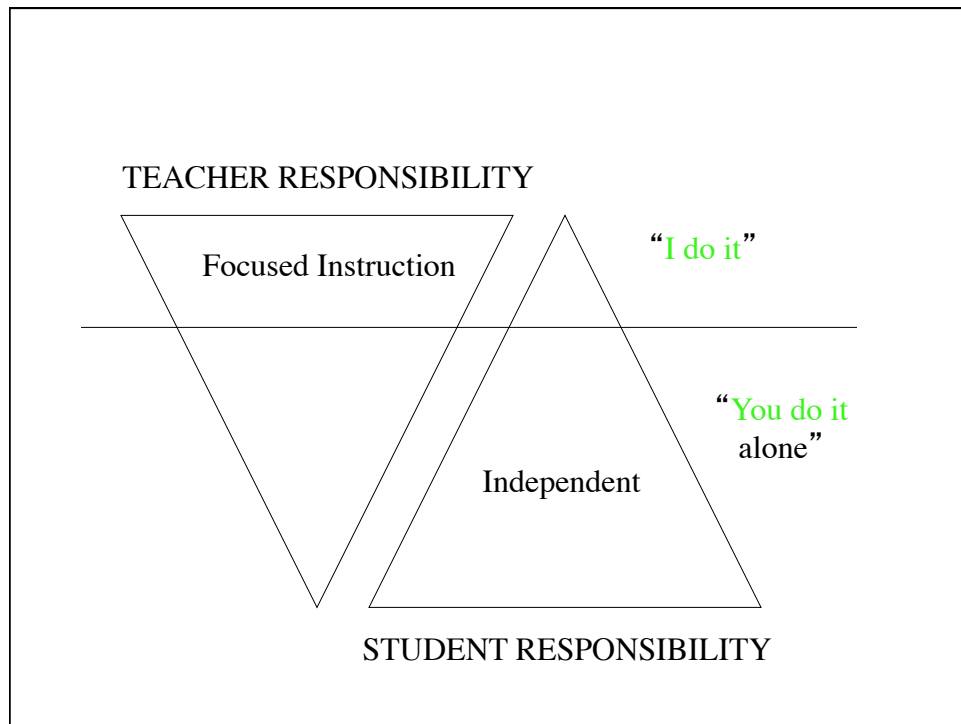 TEACHER RESPONSIBILITY
Focused Instruction
“I do it”
“You do it
alone”
Independent
STUDENT RESPONSIBILITY